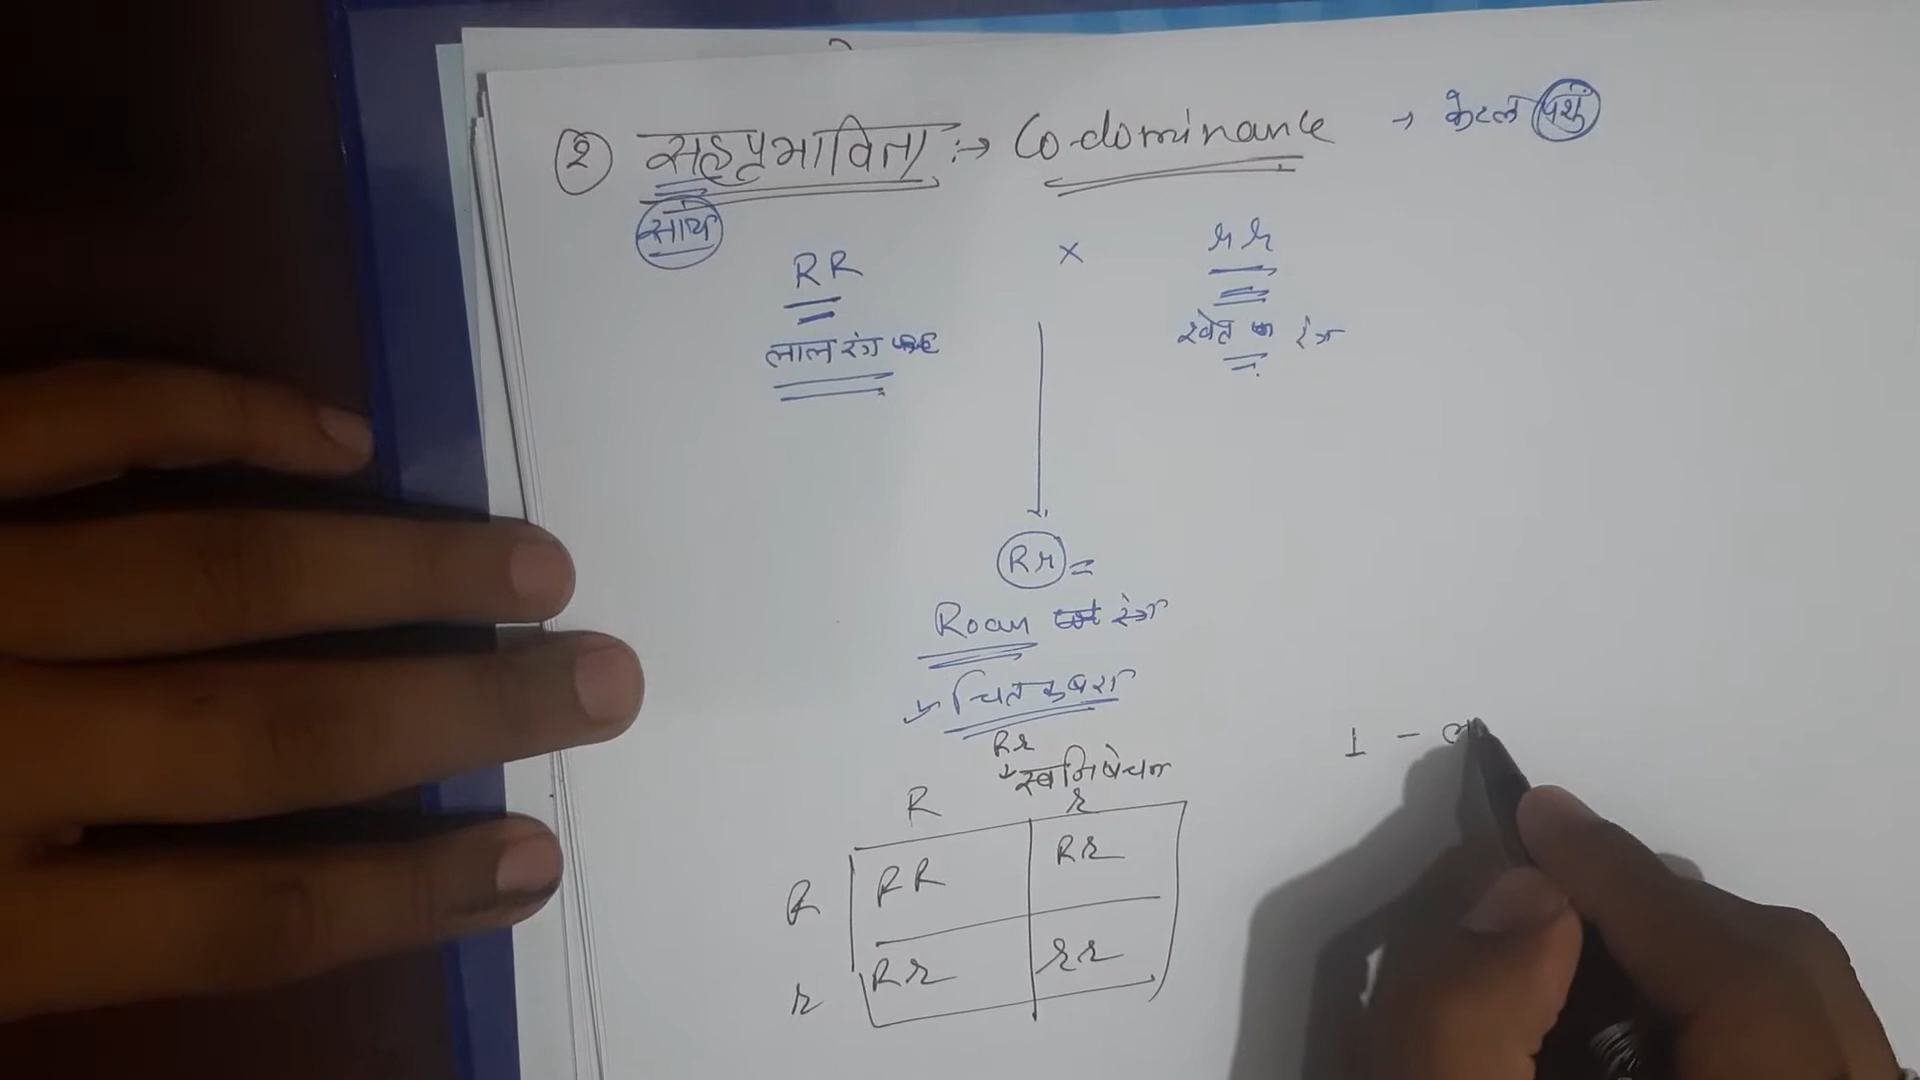 ② सहप्रभाविता :→ Co-dominance → केटल पशु
साथ
RR × rr
लाल रंग श्वेत रंग
Rr =
Roan रंग
चितकबरा
Rr
स्वनिषेचन
R r
R RR Rr
r Rr rr
1 -